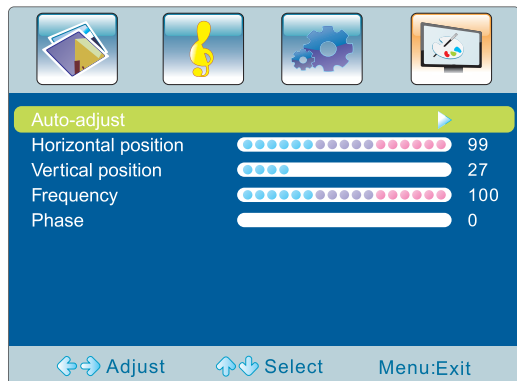 Auto-adjust
Horizontal position 99
Vertical position 27
Frequency 100
Phase 0
Adjust Select Menu:Exit